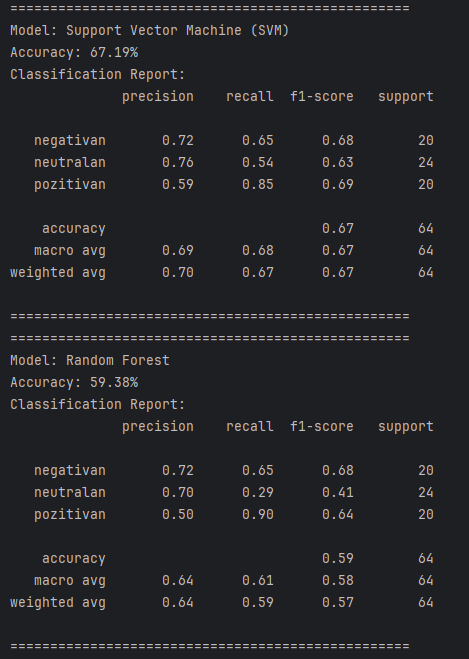 ==================================================
Model: Support Vector Machine (SVM)
Accuracy: 67.19%
Classification Report:
              precision    recall  f1-score   support

   negativan       0.72      0.65      0.68        20
   neutralan       0.76      0.54      0.63        24
   pozitivan       0.59      0.85      0.69        20

    accuracy                           0.67        64
   macro avg       0.69      0.68      0.67        64
weighted avg       0.70      0.67      0.67        64

==================================================
==================================================
Model: Random Forest
Accuracy: 59.38%
Classification Report:
              precision    recall  f1-score   support

   negativan       0.72      0.65      0.68        20
   neutralan       0.70      0.29      0.41        24
   pozitivan       0.50      0.90      0.64        20

    accuracy                           0.59        64
   macro avg       0.64      0.61      0.58        64
weighted avg       0.64      0.59      0.57        64

==================================================